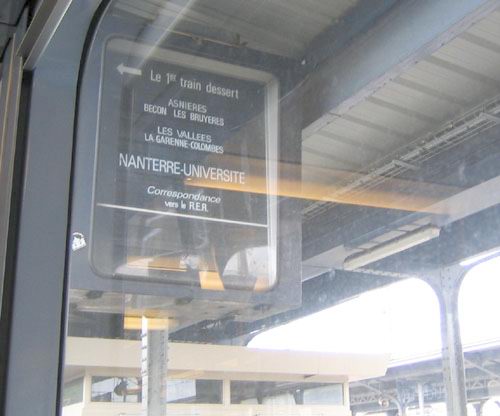 ← Le 1er train dessert
ASNIERES
BECON LES BRUYERES
LES VALLEES
LA GARENNE-COLOMBES
NANTERRE-UNIVERSITE
Correspondance
vers le R.E.R.